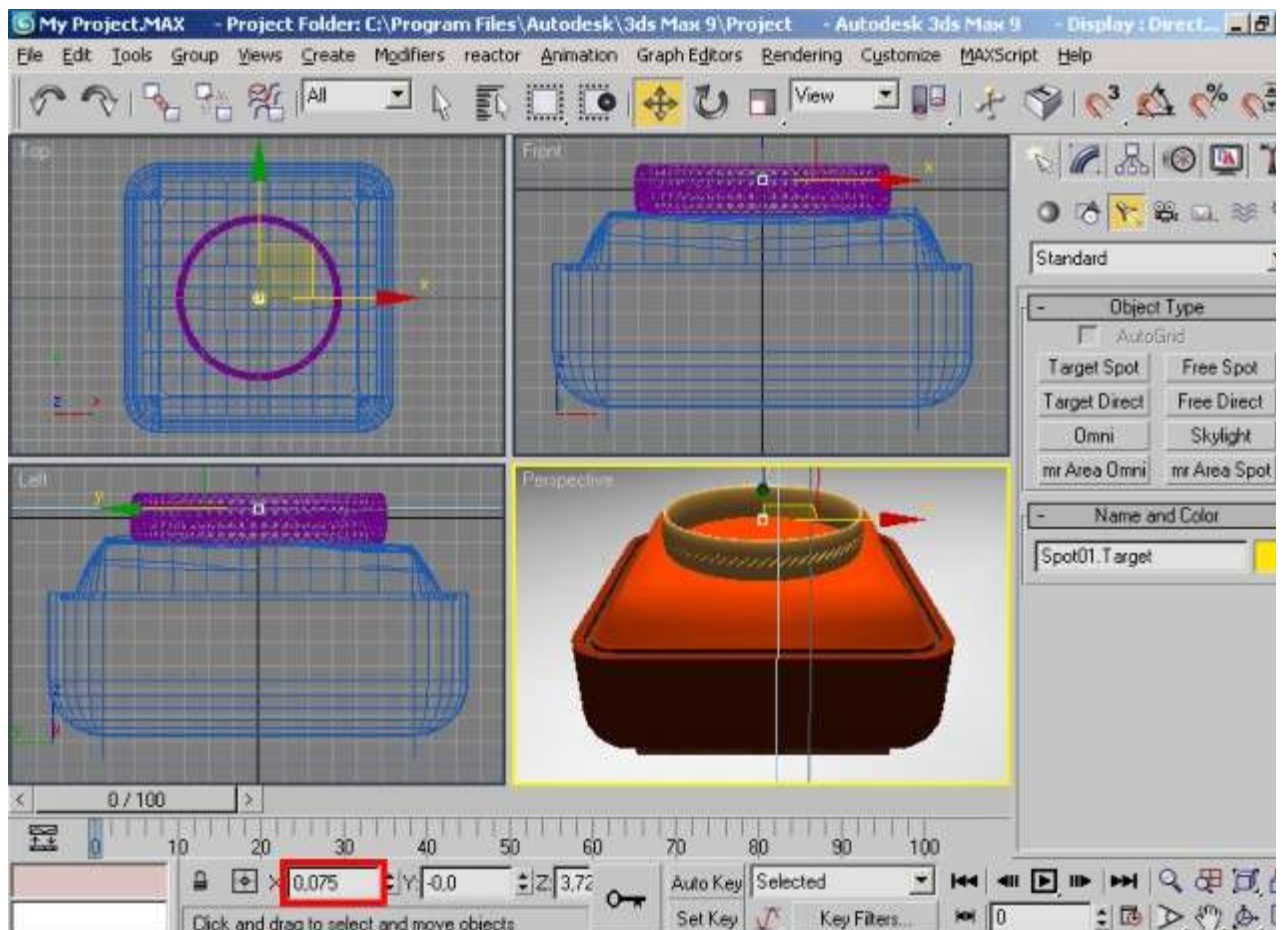 My Project.MAX - Project Folder: C:\Program Files\Autodesk\3ds Max 9\Project - Autodesk 3ds Max 9 - Display : Direct...
File Edit Tools Group Views Create Modifiers reactor Animation Graph Editors Rendering Customize MAXScript Help
All View 3 %
Top Front
x x
Standard
- Object Type
AutoGrid
Target Spot Free Spot
Target Direct Free Direct
z x
Omni Skylight
mr Area Omni mr Area Spot
Left Perspective
y
- Name and Color
Spot01.Target
< 0 / 100 >
0 10 20 30 40 50 60 70 80 90 100
X: 0,075 Y: -0,0 Z: 3,72 Auto Key Selected
Click and drag to select and move objects Set Key Key Filters... 0